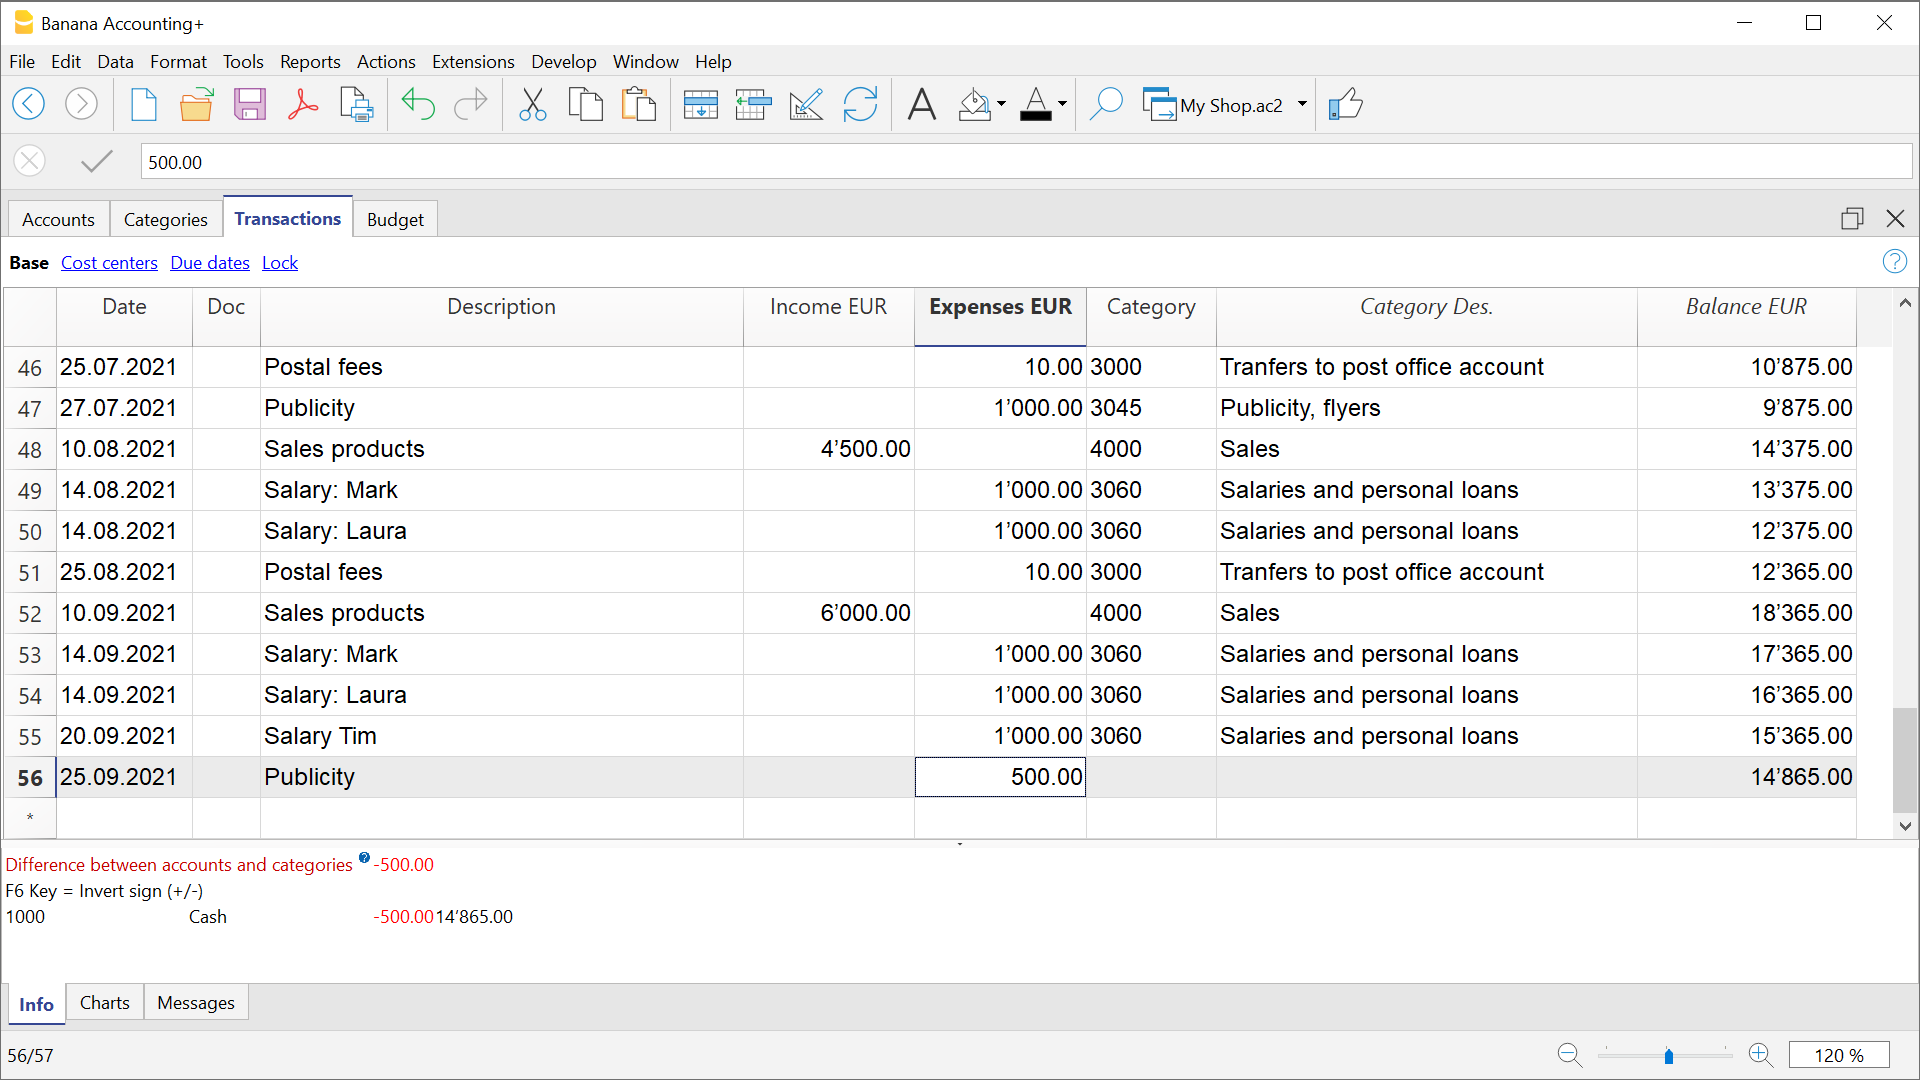 Banana Accounting+
File Edit Data Format Tools Reports Actions Extensions Develop Window Help
A A My Shop.ac2
500.00
Accounts Categories Transactions Budget
Base Cost centers Due dates Lock ?
Date Doc Description Income EUR Expenses EUR Category Category Des. Balance EUR
46 25.07.2021 Postal fees 10.00 3000 Tranfers to post office account 10’875.00
47 27.07.2021 Publicity 1’000.00 3045 Publicity, flyers 9’875.00
48 10.08.2021 Sales products 4’500.00 4000 Sales 14’375.00
49 14.08.2021 Salary: Mark 1’000.00 3060 Salaries and personal loans 13’375.00
50 14.08.2021 Salary: Laura 1’000.00 3060 Salaries and personal loans 12’375.00
51 25.08.2021 Postal fees 10.00 3000 Tranfers to post office account 12’365.00
52 10.09.2021 Sales products 6’000.00 4000 Sales 18’365.00
53 14.09.2021 Salary: Mark 1’000.00 3060 Salaries and personal loans 17’365.00
54 14.09.2021 Salary: Laura 1’000.00 3060 Salaries and personal loans 16’365.00
55 20.09.2021 Salary Tim 1’000.00 3060 Salaries and personal loans 15’365.00
56 25.09.2021 Publicity 500.00 14’865.00
*
Difference between accounts and categories ? -500.00
F6 Key = Invert sign (+/-)
1000 Cash -500.00 14’865.00
Info Charts Messages
56/57 120 %